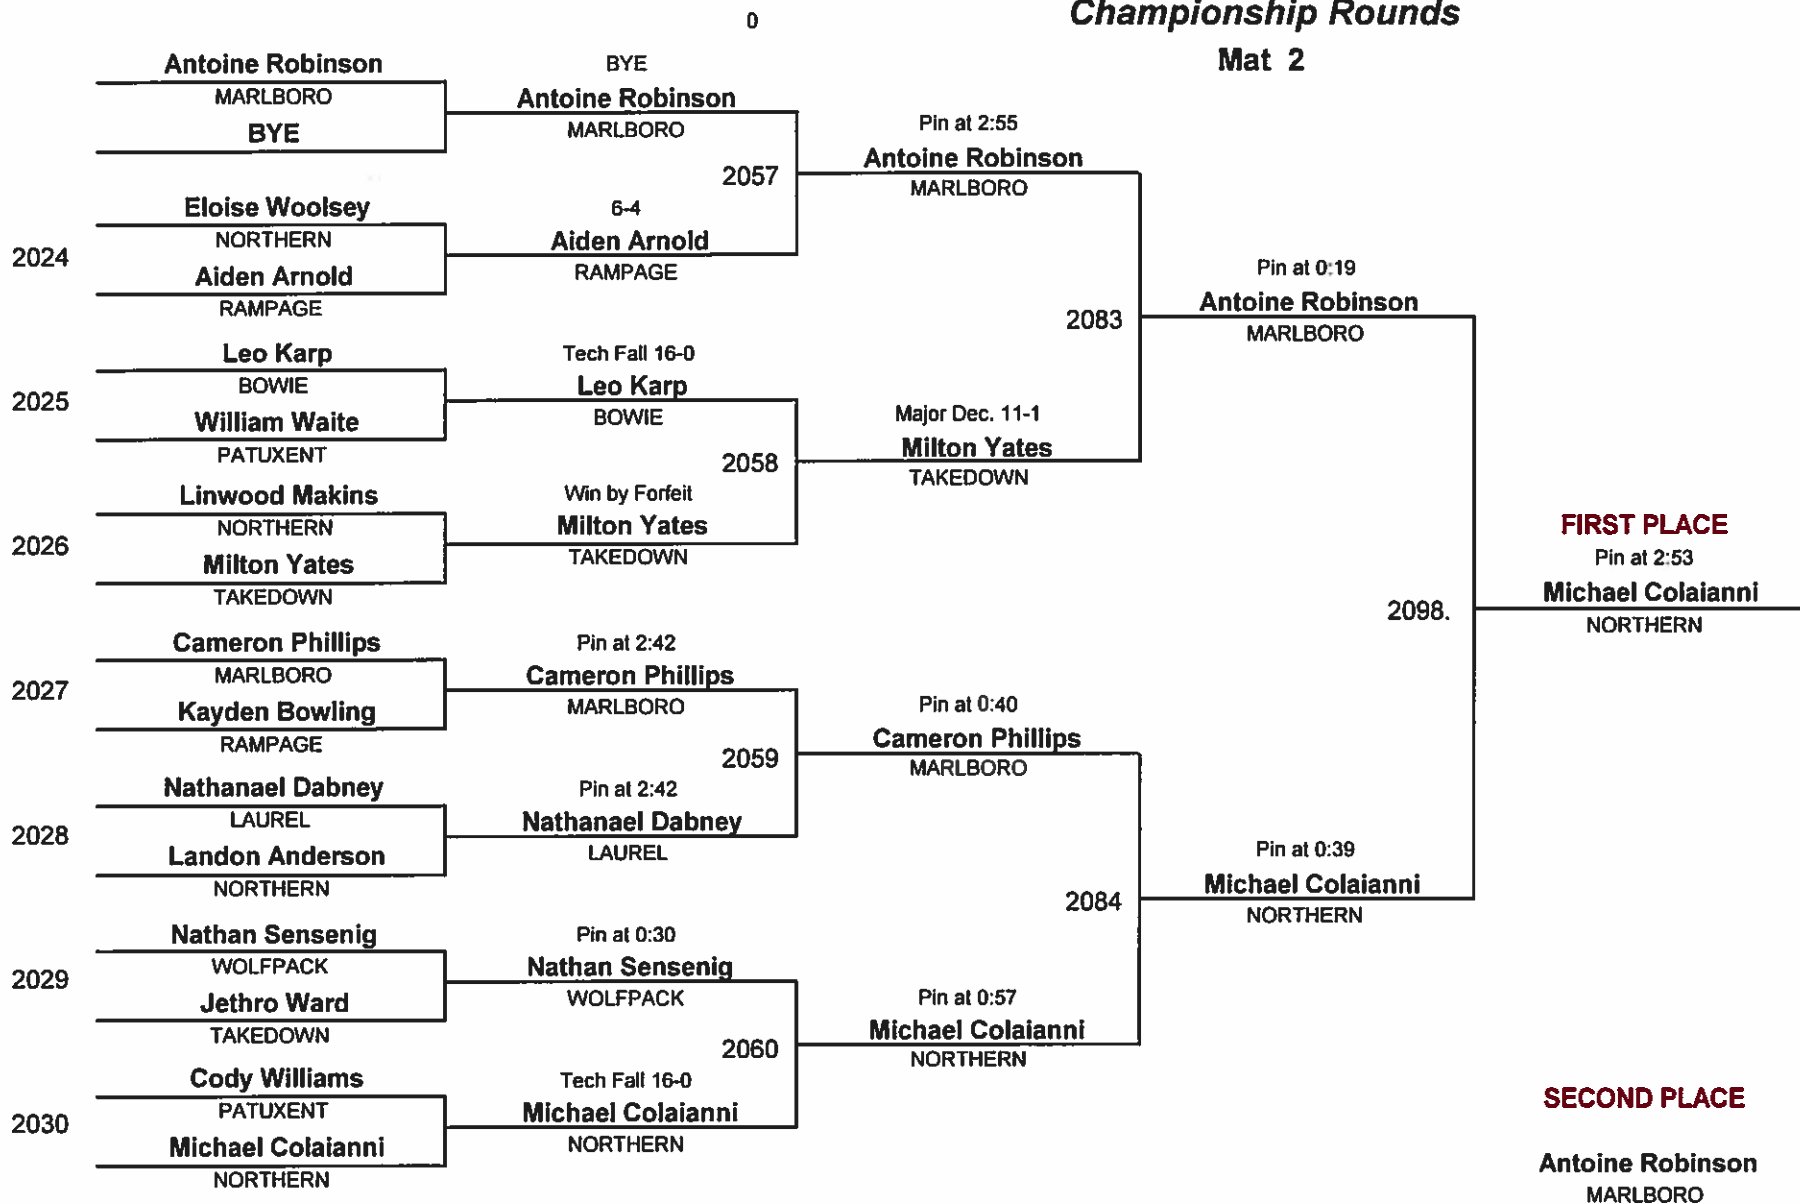 0
Championship Rounds
Mat 2
Antoine Robinson
MARLBORO
BYE
2024
Eloise Woolsey
NORTHERN
Aiden Arnold
RAMPAGE
2025
Leo Karp
BOWIE
William Waite
PATUXENT
2026
Linwood Makins
NORTHERN
Milton Yates
TAKEDOWN
2027
Cameron Phillips
MARLBORO
Kayden Bowling
RAMPAGE
2028
Nathanael Dabney
LAUREL
Landon Anderson
NORTHERN
2029
Nathan Sensenig
WOLFPACK
Jethro Ward
TAKEDOWN
2030
Cody Williams
PATUXENT
Michael Colaianni
NORTHERN
BYE
Antoine Robinson
MARLBORO
2057
6-4
Aiden Arnold
RAMPAGE
Tech Fall 16-0
Leo Karp
BOWIE
2058
Win by Forfeit
Milton Yates
TAKEDOWN
Pin at 2:42
Cameron Phillips
MARLBORO
2059
Pin at 2:42
Nathanael Dabney
LAUREL
Pin at 0:30
Nathan Sensenig
WOLFPACK
2060
Tech Fall 16-0
Michael Colaianni
NORTHERN
Pin at 2:55
Antoine Robinson
MARLBORO
2083
Major Dec. 11-1
Milton Yates
TAKEDOWN
Pin at 0:40
Cameron Phillips
MARLBORO
2084
Pin at 0:57
Michael Colaianni
NORTHERN
Pin at 0:19
Antoine Robinson
MARLBORO
2098.
Pin at 0:39
Michael Colaianni
NORTHERN
FIRST PLACE
Pin at 2:53
Michael Colaianni
NORTHERN
SECOND PLACE
Antoine Robinson
MARLBORO